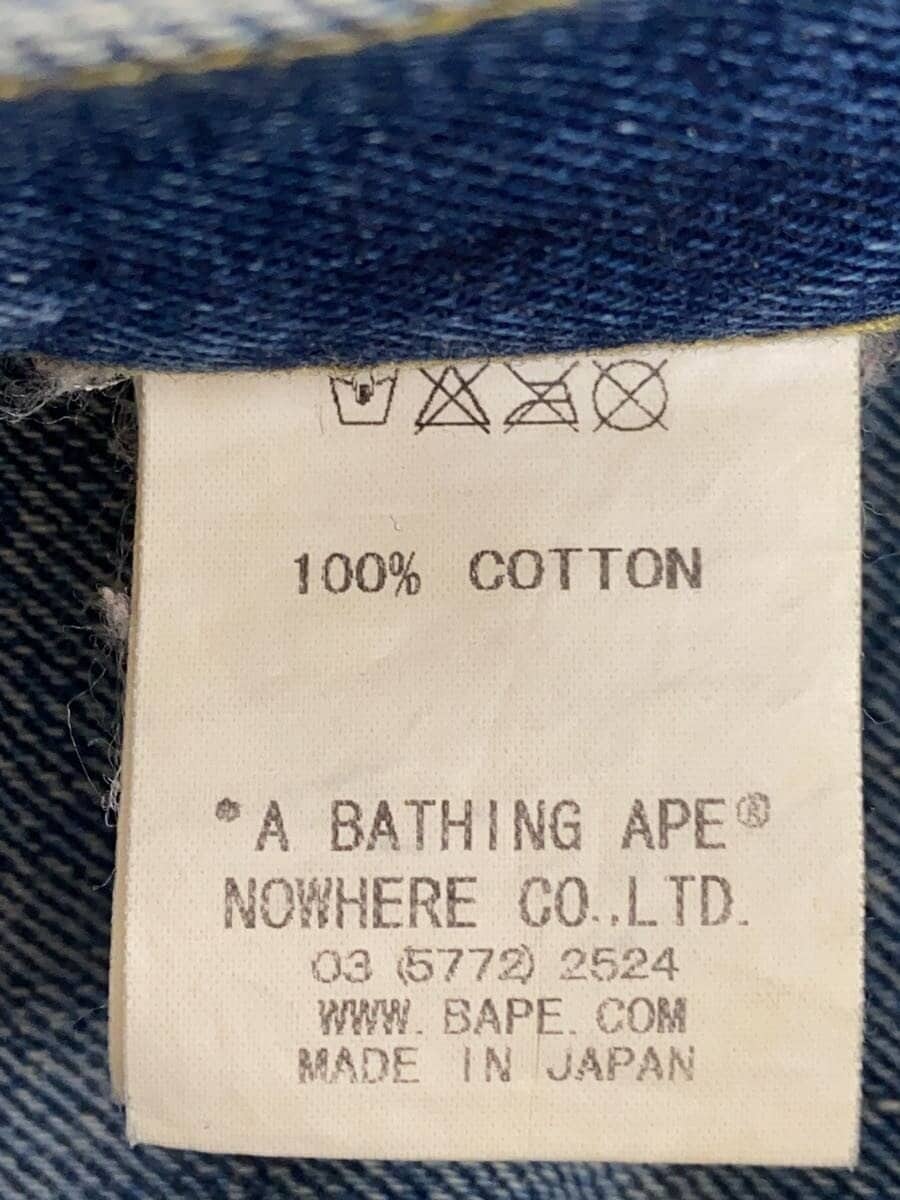 100% COTTON
A BATHING APE®
NOWHERE CO.,LTD.
03 (5772) 2524
WWW. BAPE. COM
MADE IN JAPAN